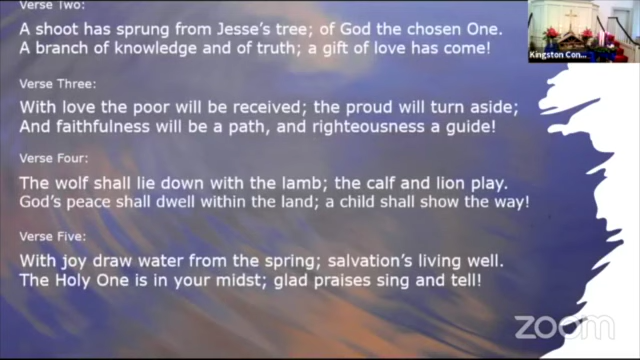 Verse Two:
A shoot has sprung from Jesse's tree; of God the chosen One.
A branch of knowledge and of truth; a gift of love has come!
Verse Three:
With love the poor will be received; the proud will turn aside;
And faithfulness will be a path, and righteousness a guide!
Verse Four:
The wolf shall lie down with the lamb; the calf and lion play.
God's peace shall dwell within the land; a child shall show the way!
Verse Five:
With joy draw water from the spring; salvation's living well.
The Holy One is in your midst; glad praises sing and tell!
Kingston Con...
zoom